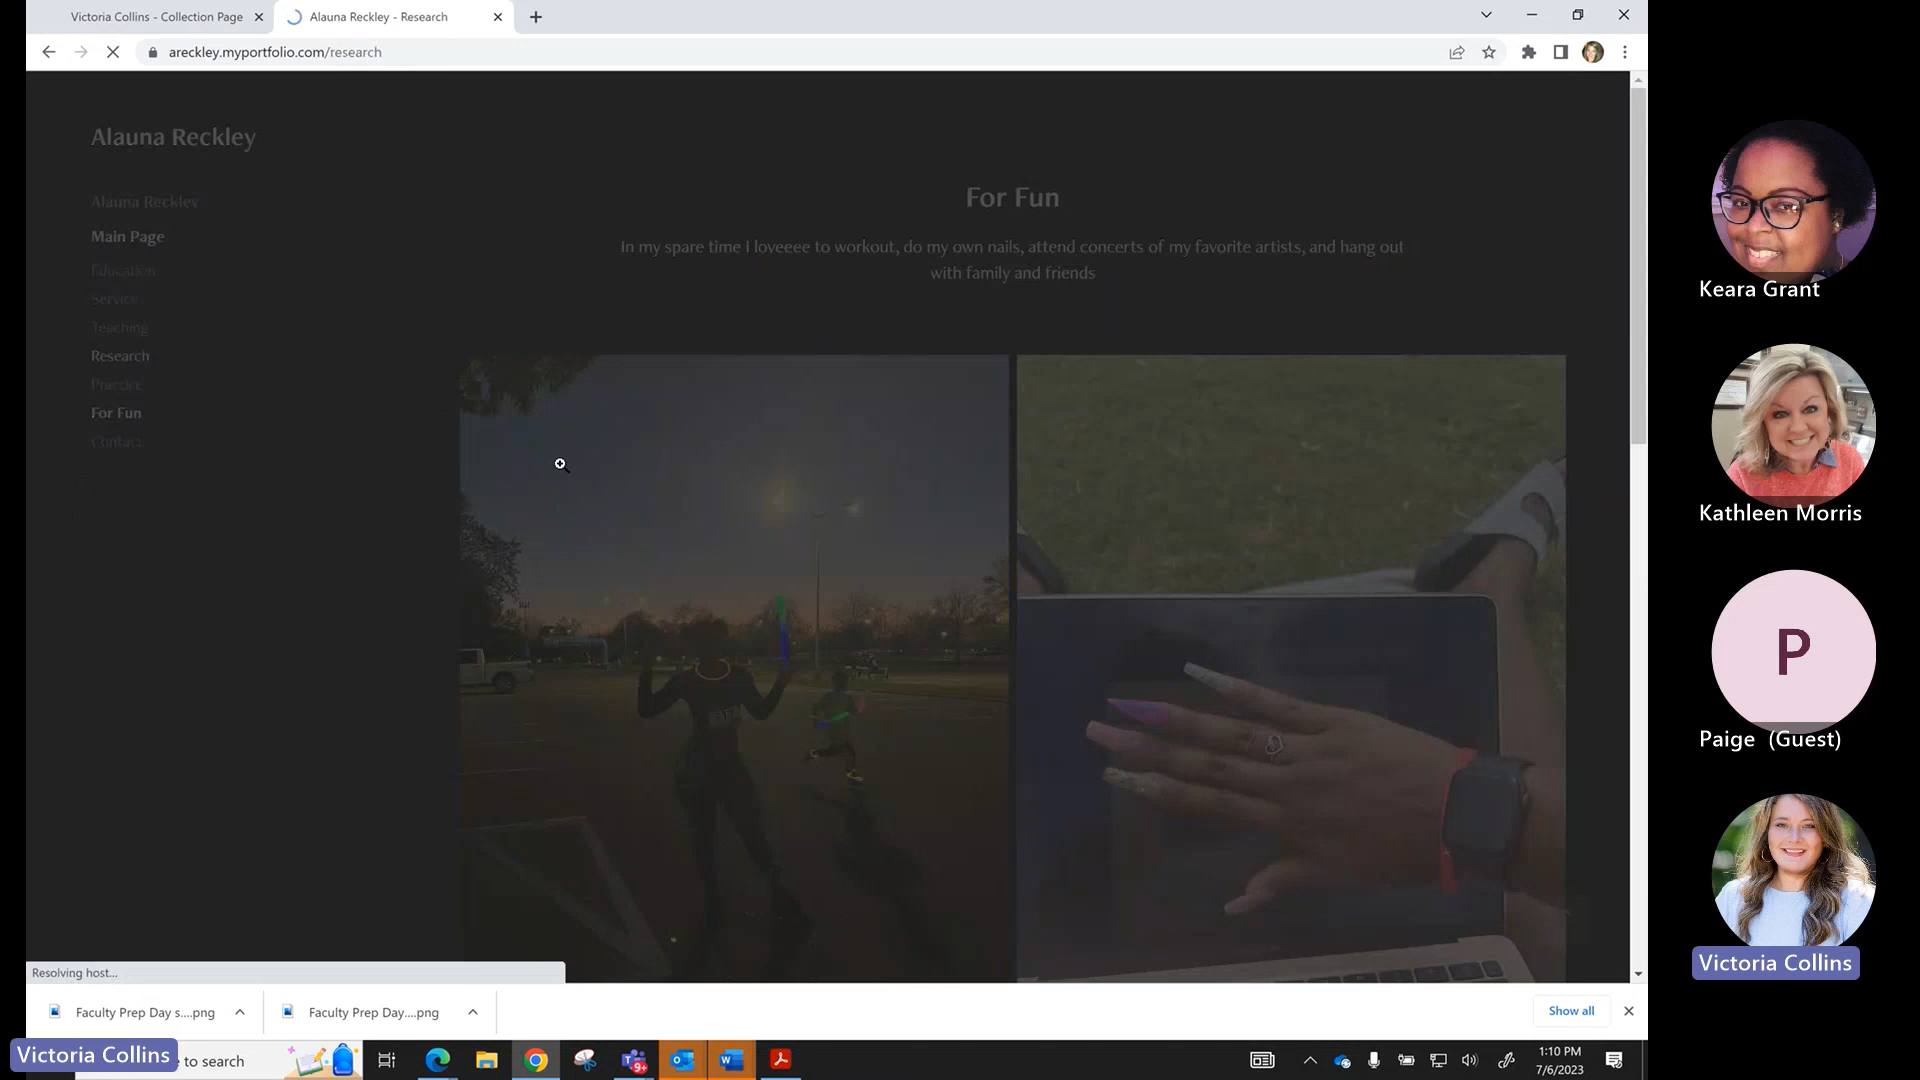 Victoria Collins - Collection Page
Alauna Reckley - Research
areckley.myportfolio.com/research
Alauna Reckley
Alauna Reckley
Main Page
Education
Service
Teaching
Research
Practice
For Fun
Contact
For Fun
In my spare time I loveeee to workout, do my own nails, attend concerts of my favorite artists, and hang out
with family and friends
Resolving host...
Faculty Prep Day s....png
Faculty Prep Day....png
Show all
Victoria Collins
e to search
9+
1:10 PM
7/6/2023
Keara Grant
Kathleen Morris
P
Paige (Guest)
Victoria Collins